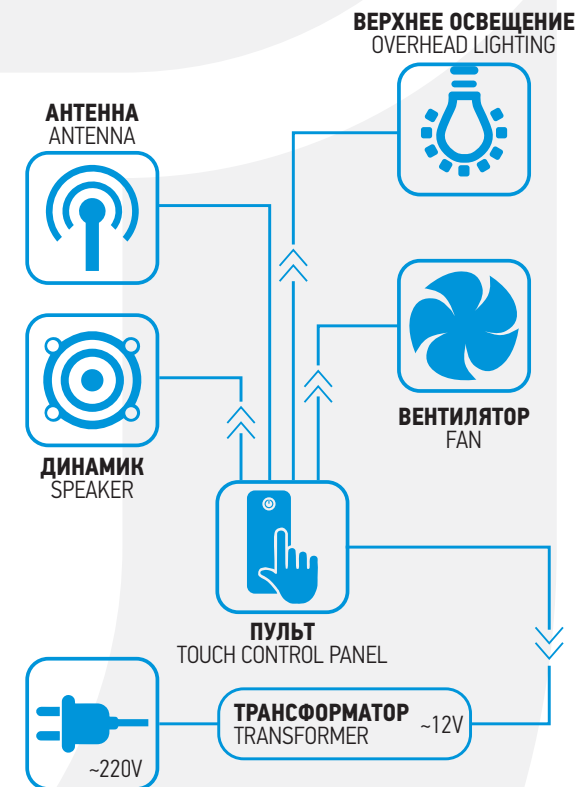 ВЕРХНЕЕ ОСВЕЩЕНИЕ
OVERHEAD LIGHTING
АНТЕННА
ANTENNA
ВЕНТИЛЯТОР
FAN
ДИНАМИК
SPEAKER
ПУЛЬТ
TOUCH CONTROL PANEL
ТРАНСФОРМАТОР
TRANSFORMER
~12V
~220V